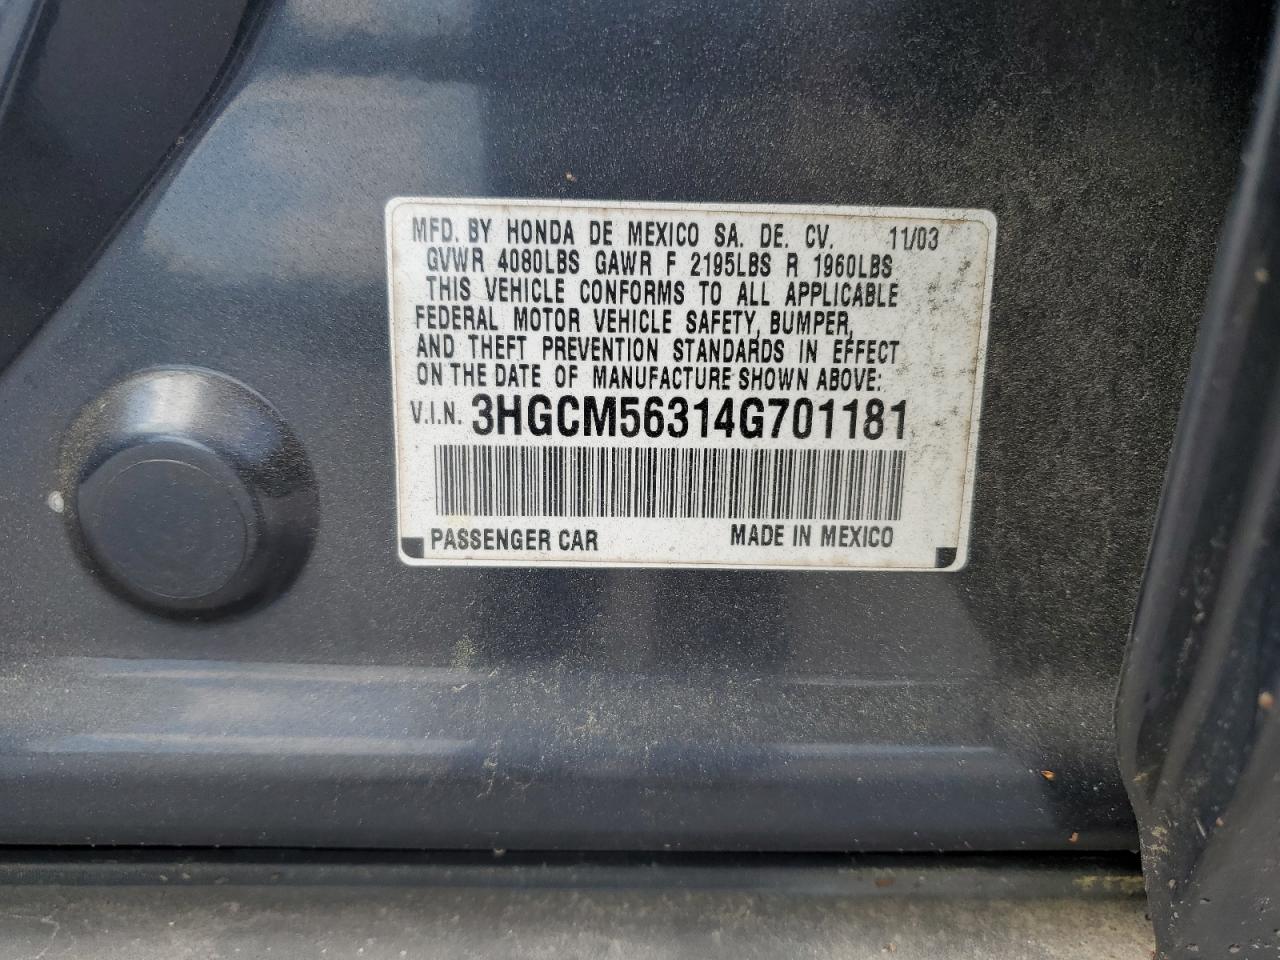 MFD. BY HONDA DE MEXICO SA. DE. CV. 11/03
GVWR 4080LBS GAWR F 2195LBS R 1960LBS
THIS VEHICLE CONFORMS TO ALL APPLICABLE
FEDERAL MOTOR VEHICLE SAFETY, BUMPER,
AND THEFT PREVENTION STANDARDS IN EFFECT
ON THE DATE OF MANUFACTURE SHOWN ABOVE:
V.I.N. 3HGCM56314G701181
PASSENGER CAR MADE IN MEXICO